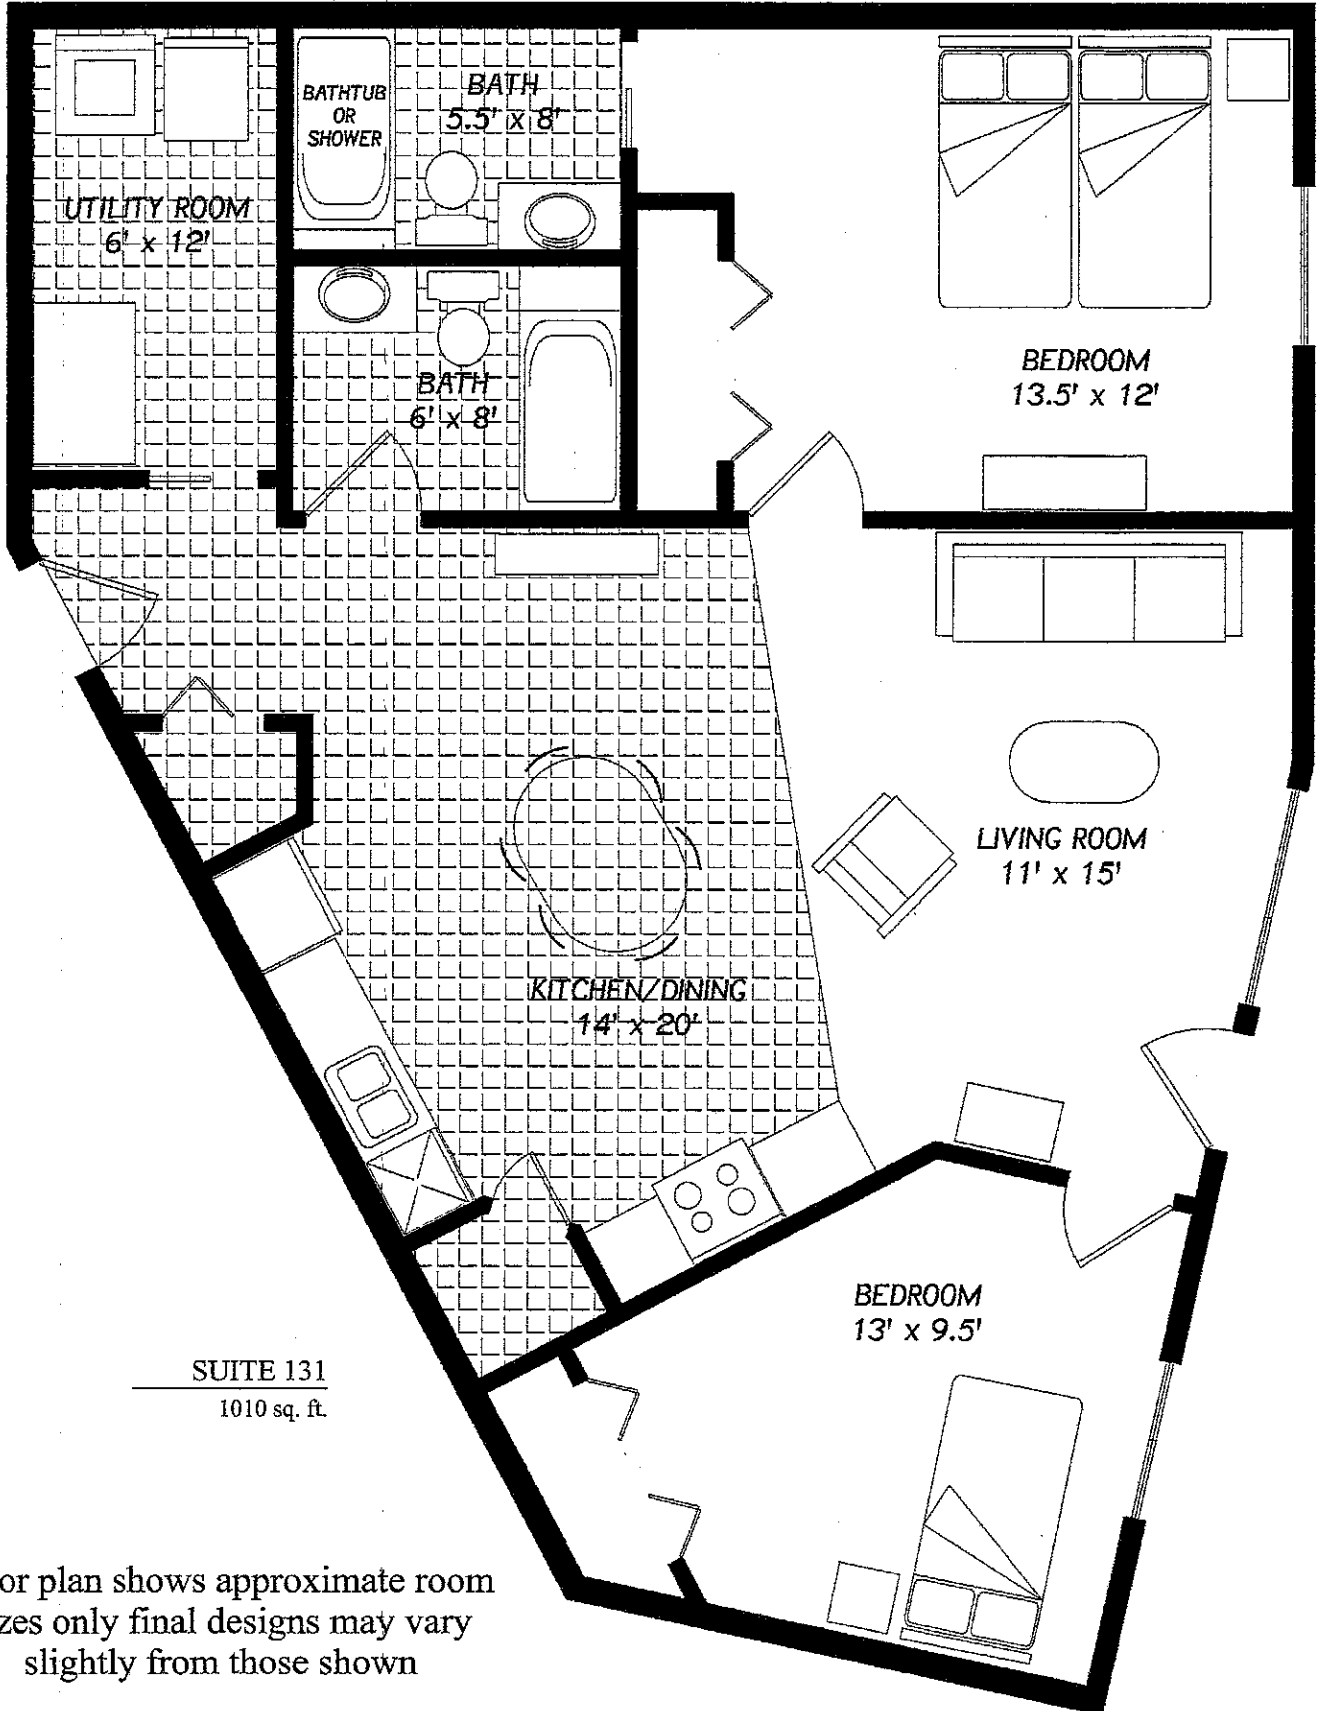 BATHTUB
OR
SHOWER
BATH
5.5' x 8'
UTILITY ROOM
6' x 12'
BATH
6' x 8'
BEDROOM
13.5' x 12'
LIVING ROOM
11' x 15'
KITCHEN/DINING
14' x 20'
BEDROOM
13' x 9.5'
SUITE 131
1010 sq. ft.
or plan shows approximate room
zes only final designs may vary
slightly from those shown